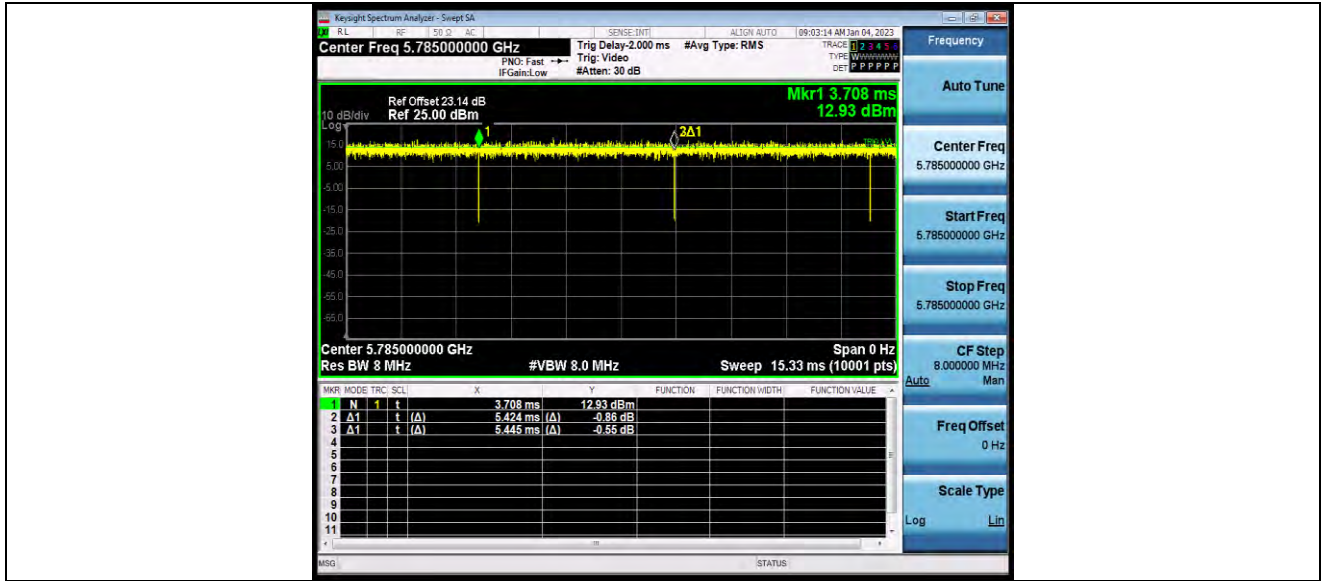 Keysight Spectrum Analyzer - Swept SA
RL RF 50 Ω AC SENSE:INT ALIGN AUTO 09:03:14 AM Jan 04, 2023
Center Freq 5.785000000 GHz Trig Delay-2.000 ms #Avg Type: RMS TRACE 1 2 3 4 5 6
PNO: Fast Trig: Video TYPE WWWWWW
IFGain:Low #Atten: 30 dB DET P P P P P P
Mkr1 3.708 ms
12.93 dBm
Ref Offset 23.14 dB
10 dB/div Ref 25.00 dBm
Log
1 3Δ1
15.0
5.00
-5.00
-15.0
-25.0
-35.0
-45.0
-55.0
-65.0
Center 5.785000000 GHz Span 0 Hz
Res BW 8 MHz #VBW 8.0 MHz Sweep 15.33 ms (10001 pts)
MKR MODE TRC SCL X Y FUNCTION FUNCTION WIDTH FUNCTION VALUE
1 N 1 t 3.708 ms 12.93 dBm
2 Δ1 t (Δ) 5.424 ms (Δ) -0.86 dB
3 Δ1 t (Δ) 5.445 ms (Δ) -0.55 dB
4
5
6
7
8
9
10
11
MSG STATUS
Frequency
Auto Tune
Center Freq
5.785000000 GHz
Start Freq
5.785000000 GHz
Stop Freq
5.785000000 GHz
CF Step
8.000000 MHz
Auto Man
Freq Offset
0 Hz
Scale Type
Log Lin